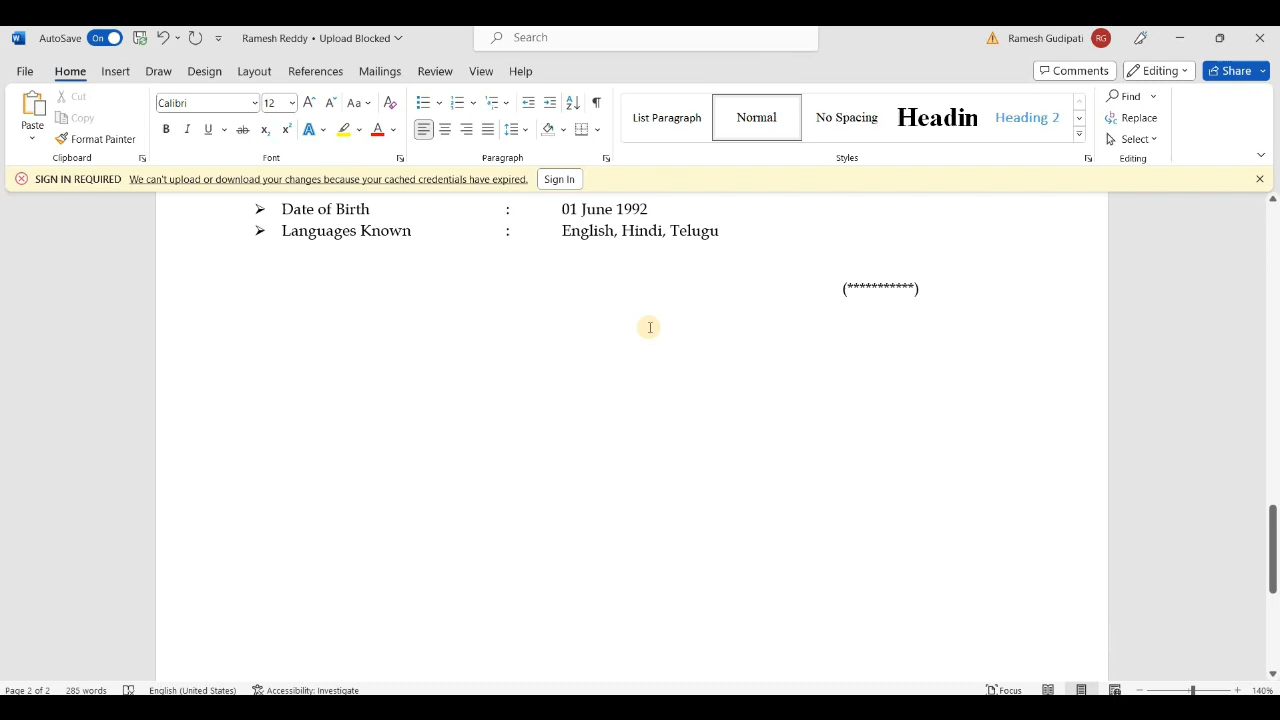 AutoSave On Ramesh Reddy • Upload Blocked Search Ramesh Gudipati RG
File Home Insert Draw Design Layout References Mailings Review View Help Comments Editing Share
Paste Cut Copy Format Painter Clipboard
Calibri 12 Aa B I U ab x₂ x² A A Font
Paragraph
List Paragraph Normal No Spacing Headin Heading 2 Styles
Find Replace Select Editing
SIGN IN REQUIRED We can't upload or download your changes because your cached credentials have expired. Sign In
Date of Birth : 01 June 1992
Languages Known : English, Hindi, Telugu
(***********)
Page 2 of 2 285 words English (United States) Accessibility: Investigate Focus 140%